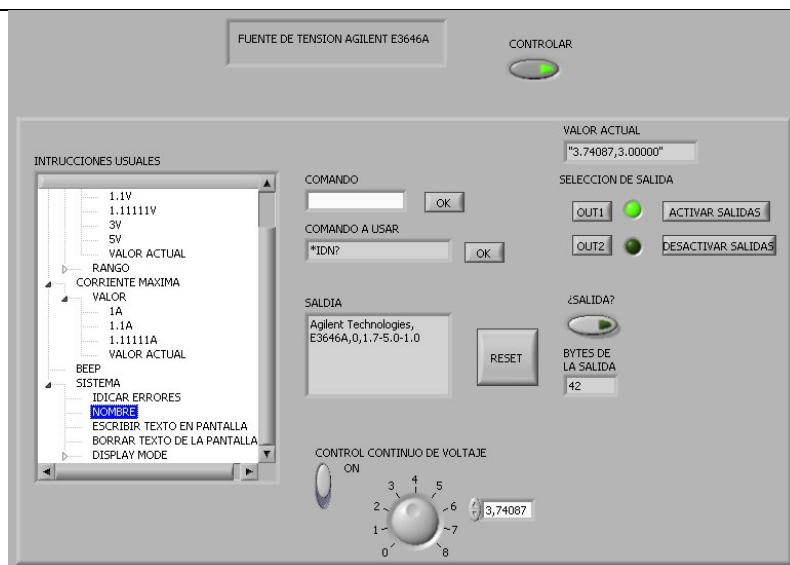 FUENTE DE TENSION AGILENT E3646A
CONTROLAR
INTRUCCIONES USUALES
1.1V
1.11111V
3V
5V
VALOR ACTUAL
RANGO
CORRIENTE MAXIMA
VALOR
1A
1.1A
1.11111A
VALOR ACTUAL
BEEP
SISTEMA
IDICAR ERRORES
NOMBRE
ESCRIBIR TEXTO EN PANTALLA
BORRAR TEXTO DE LA PANTALLA
DISPLAY MODE
COMANDO
OK
COMANDO A USAR
*IDN?
OK
SALDIA
Agilent Technologies,
E3646A,0,1.7-5.0-1.0
RESET
VALOR ACTUAL
"3.74087,3.00000"
SELECCION DE SALIDA
OUT1
ACTIVAR SALIDAS
OUT2
DESACTIVAR SALIDAS
¿SALIDA?
BYTES DE
LA SALIDA
42
CONTROL CONTINUO DE VOLTAJE
ON
0
1
2
3
4
5
6
7
8
3,74087